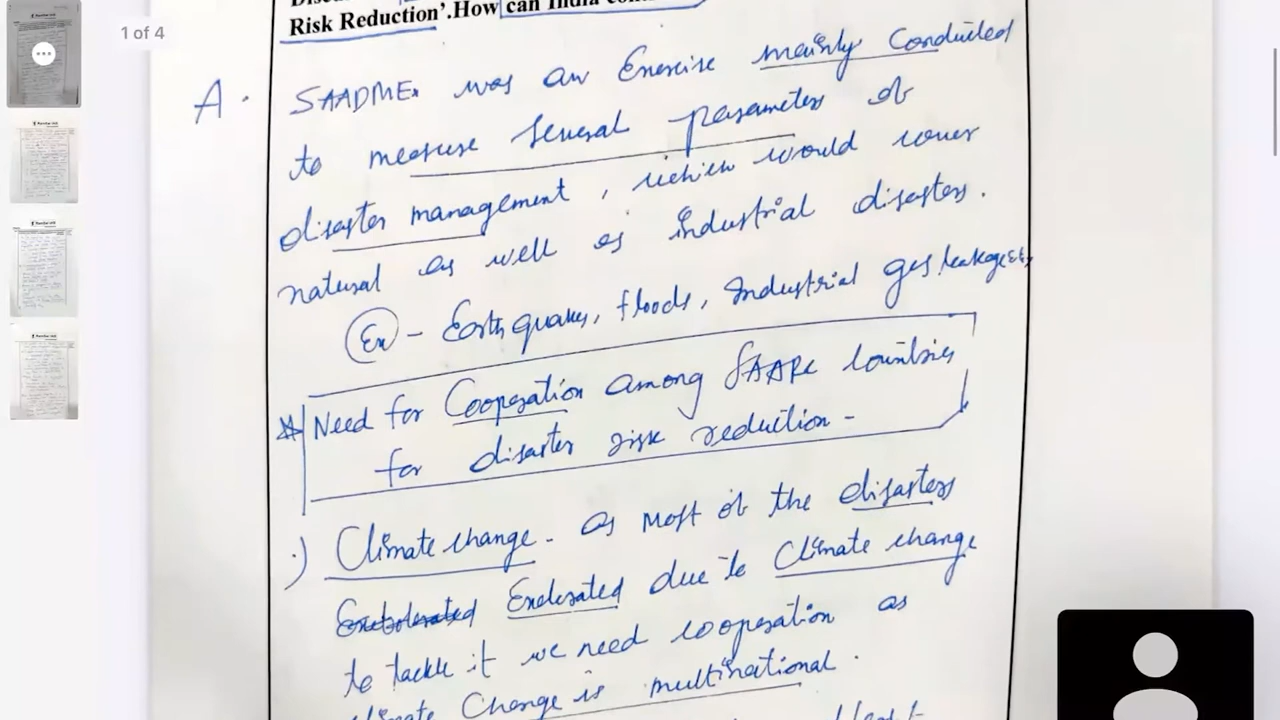 1 of 4
Risk Reduction'.How can India
A. SAADMEx was an Exercise mainly Conducted
to measure several parameters of
disaster management, which would cover
natural as well as industrial disasters.
Ex - Earthquakes, floods, Industrial gas leakages etc
* Need for Cooperation among SAARC Countries
for disaster risk reduction -
.) Climate change - as most of the disasters
due to Climate change
to tackle it we need cooperation as
Climate Change is multinational.